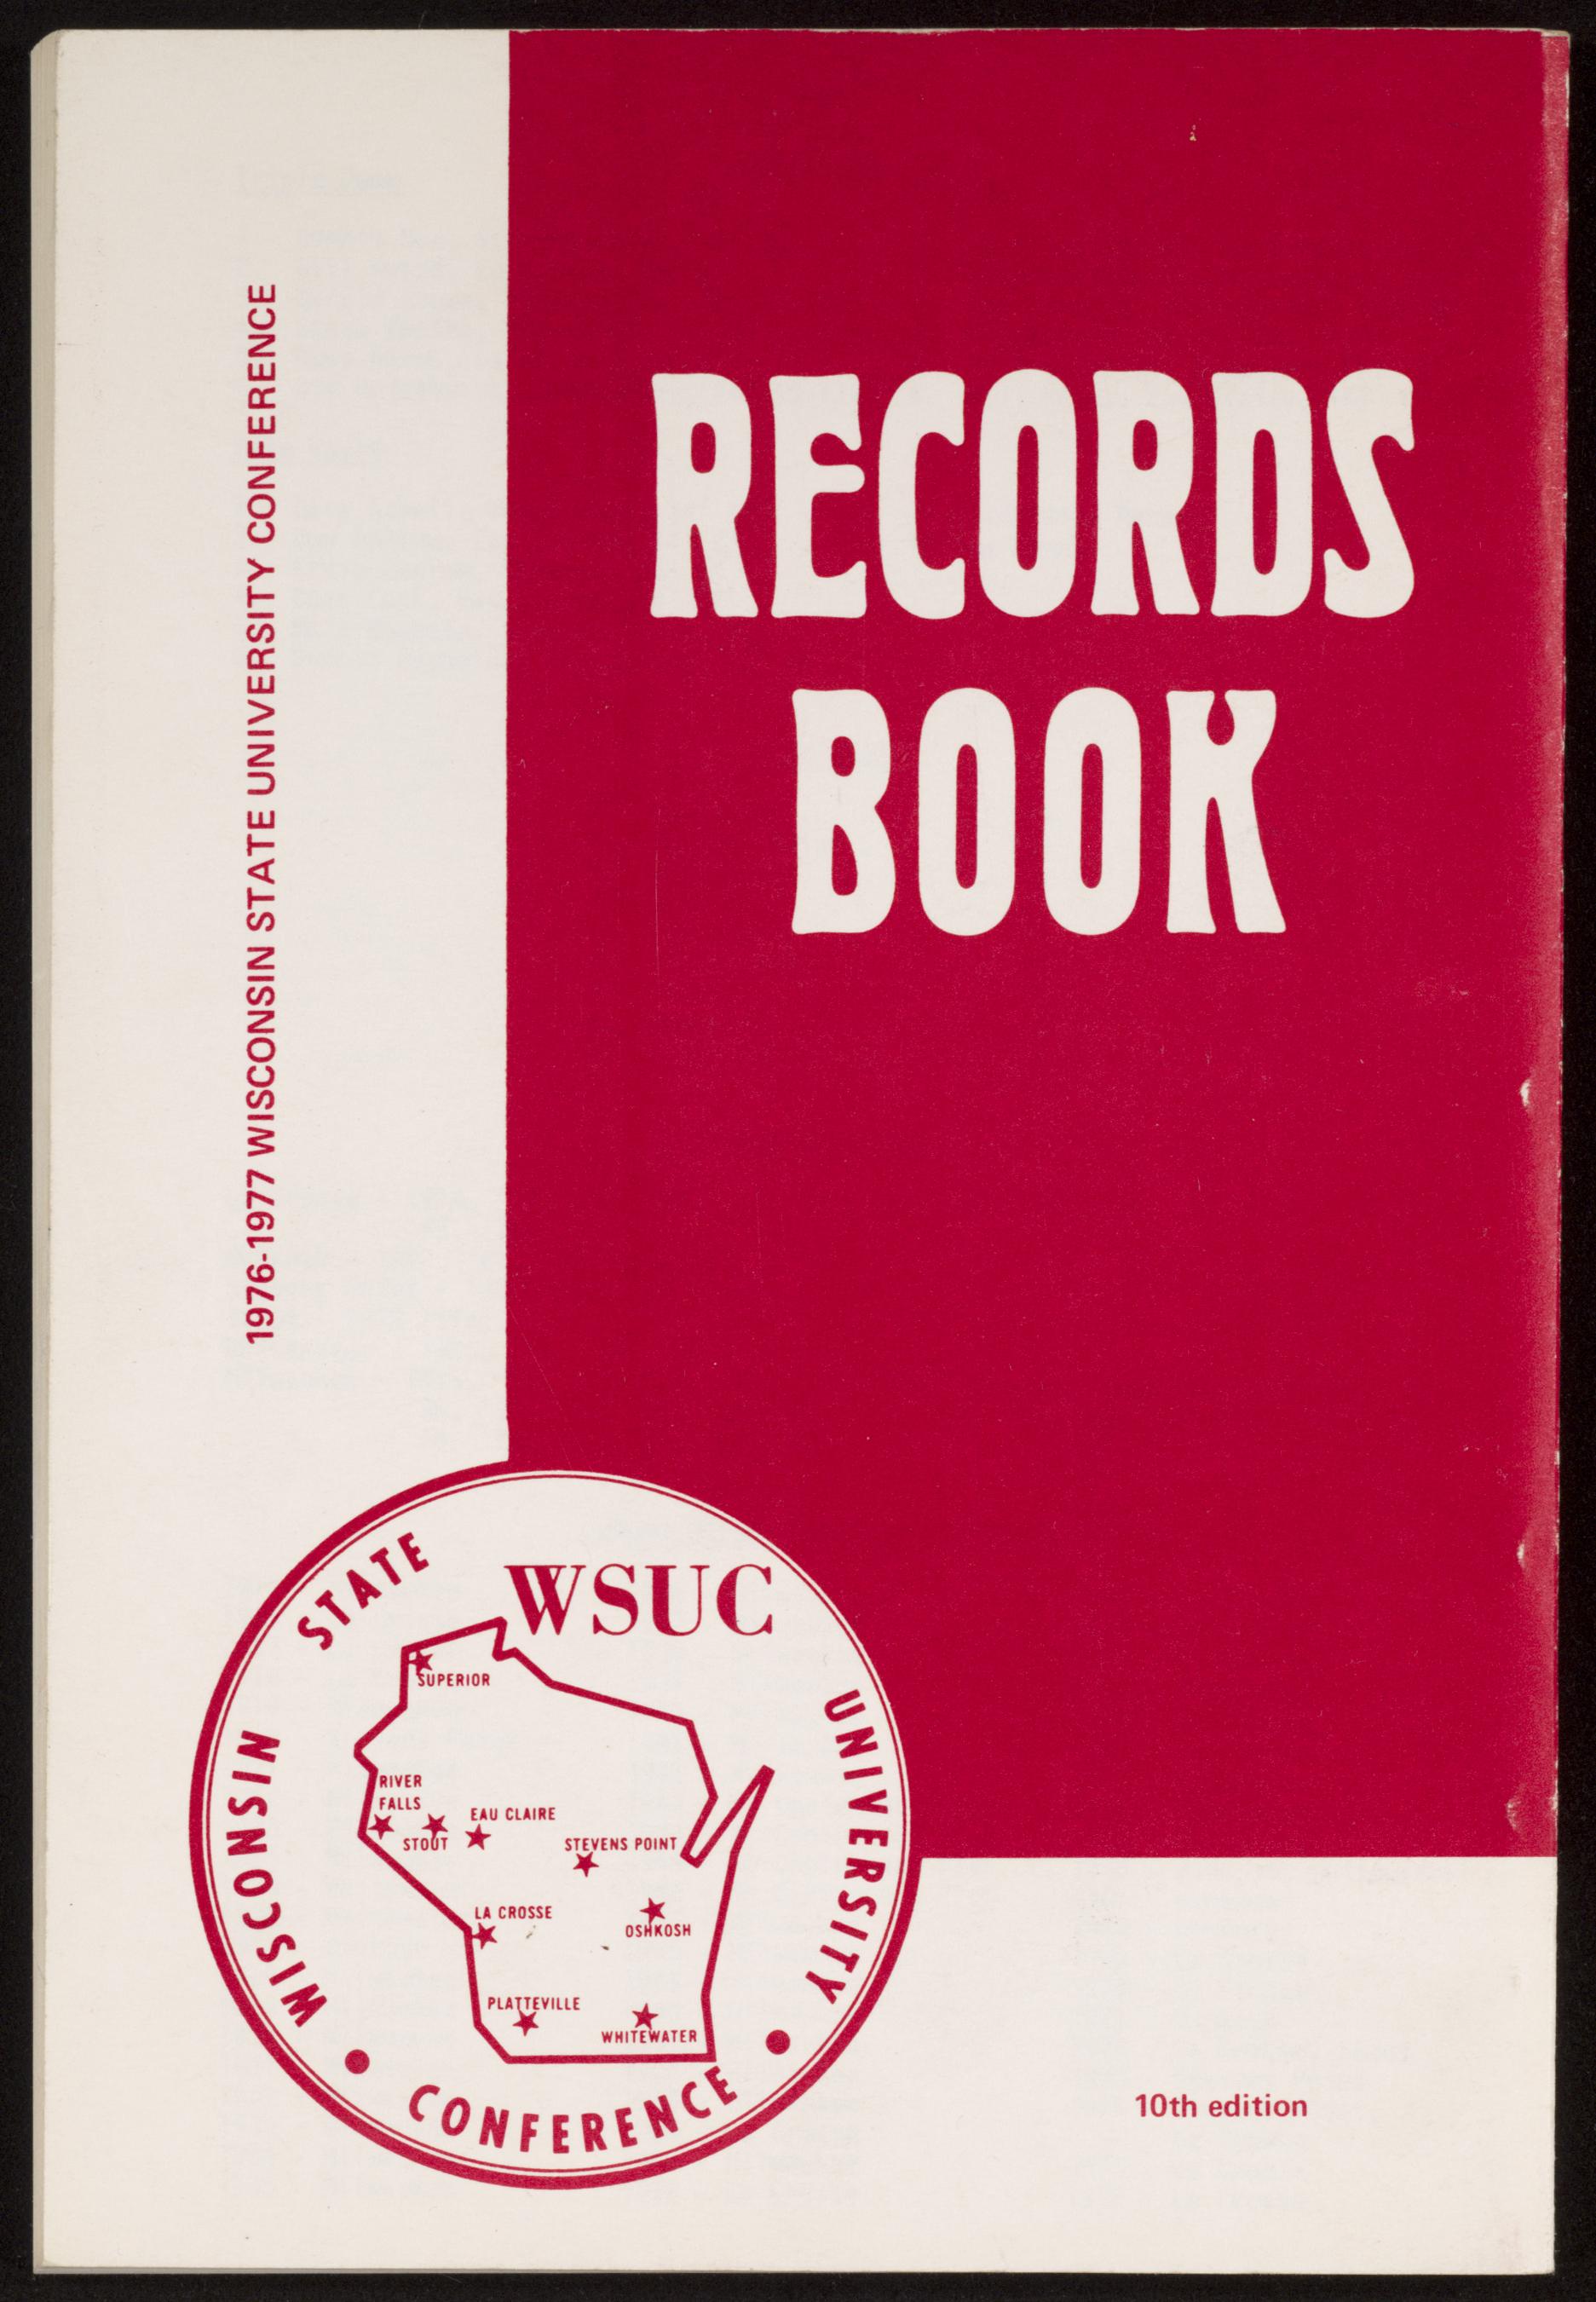 RECORDS
BOOK
1976-1977 WISCONSIN STATE UNIVERSITY CONFERENCE
WISCONSIN STATE UNIVERSITY
WSUC
SUPERIOR
RIVER
FALLS
STOUT
EAU CLAIRE
STEVENS POINT
LA CROSSE
OSHKOSH
PLATTEVILLE
WHITEWATER
• CONFERENCE •
10th edition